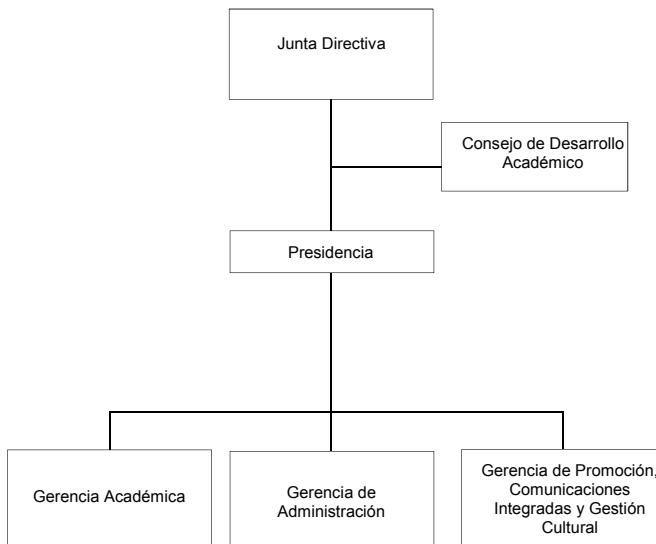 Junta Directiva
Consejo de Desarrollo
Académico
Presidencia
Gerencia Académica
Gerencia de
Administración
Gerencia de Promoción,
Comunicaciones
Integradas y Gestión
Cultural